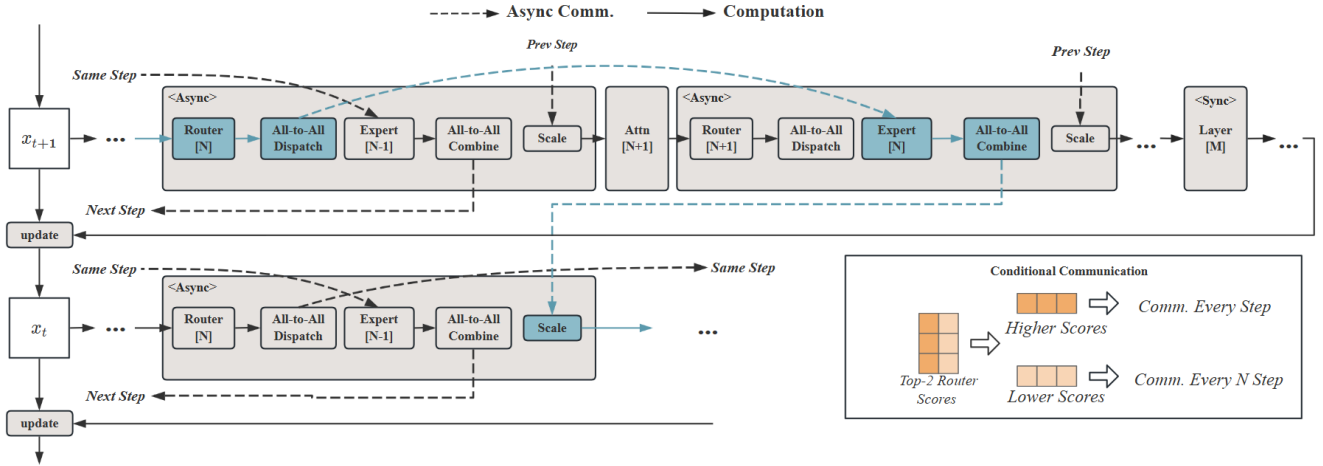 Async Comm.
Computation
Prev Step
Prev Step
Same Step
<Async>
<Async>
<Sync>
x_{t+1}
...
Router
[N]
All-to-All
Dispatch
Expert
[N-1]
All-to-All
Combine
Scale
Attn
[N+1]
Router
[N+1]
All-to-All
Dispatch
Expert
[N]
All-to-All
Combine
Scale
...
Layer
[M]
...
Next Step
update
Same Step
Same Step
<Async>
x_t
...
Router
[N]
All-to-All
Dispatch
Expert
[N-1]
All-to-All
Combine
Scale
...
Next Step
update
Conditional Communication
Top-2 Router
Scores
Higher Scores
Comm. Every Step
Lower Scores
Comm. Every N Step